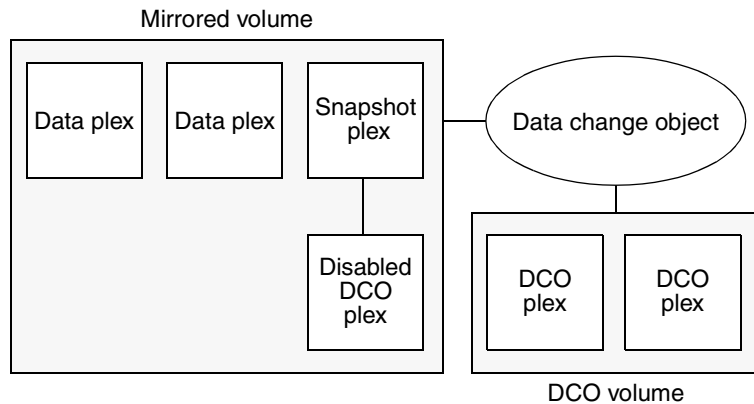 Mirrored volume
Data plex
Data plex
Snapshot
plex
Data change object
Disabled
DCO
plex
DCO
plex
DCO
plex
DCO volume